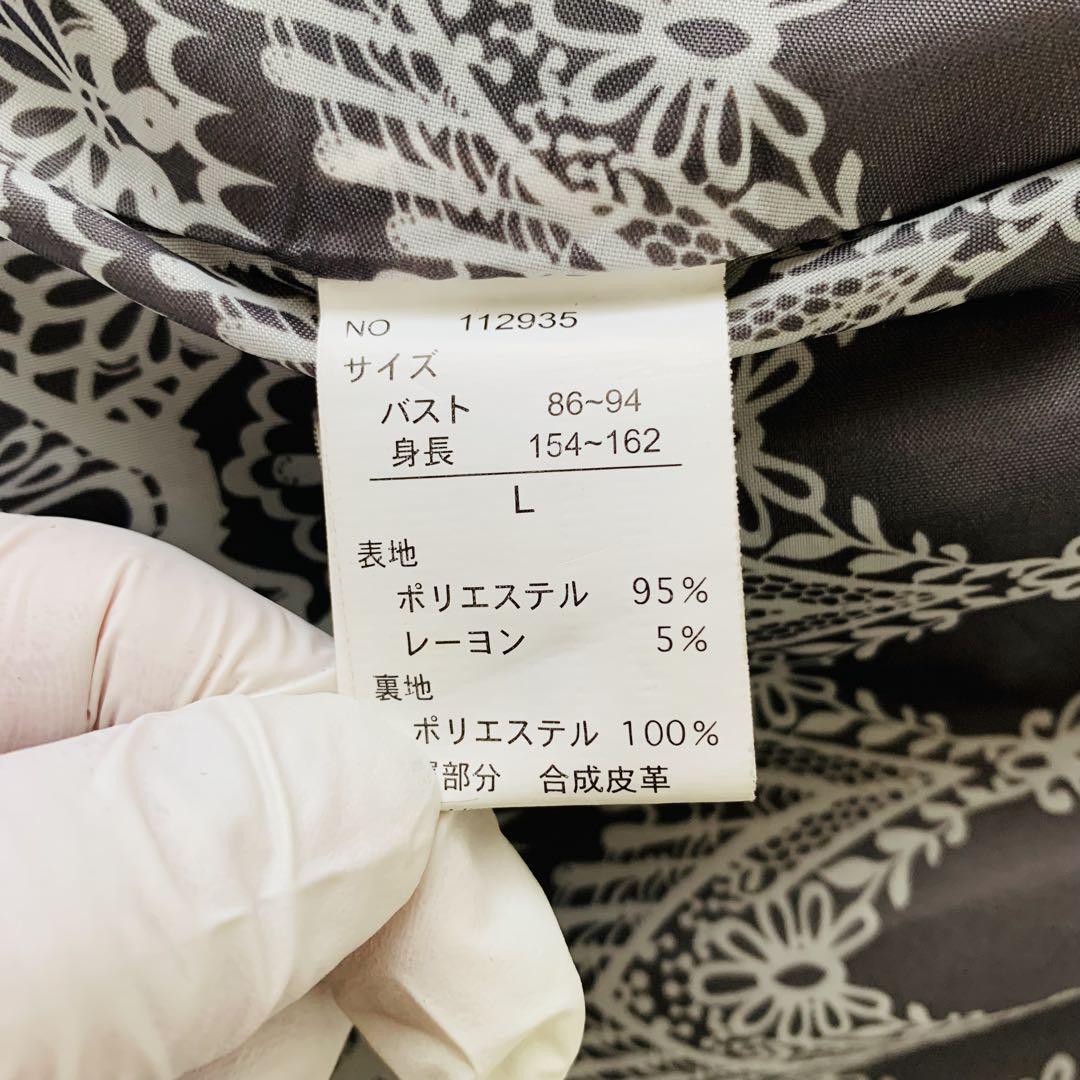 NO 112935
サイズ
バスト 86~94
身長 154~162
L
表地
ポリエステル 95%
レーヨン 5%
裏地
ポリエステル 100%
部分 合成皮革